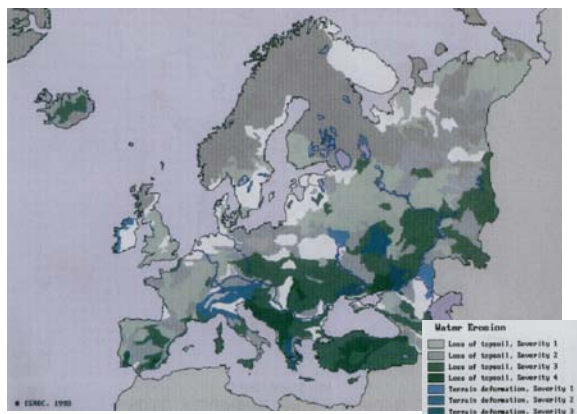 Water Erosion
Loss of topsoil, Severity 1
Loss of topsoil, Severity 2
Loss of topsoil, Severity 3
Loss of topsoil, Severity 4
Terrain deformation, Severity 1
Terrain deformation, Severity 2
Terrain deformation, Severity 3
1993